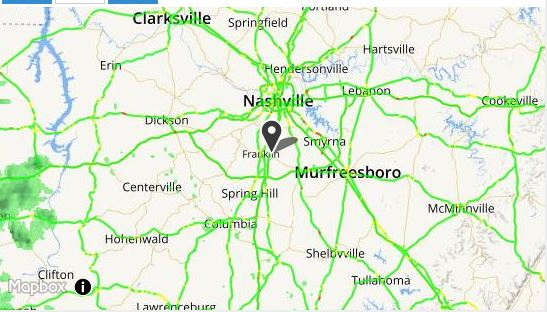 Portland
Clarksville
Springfield
Hartsville
Erin
Hendersonville
Nashville
Lebanon
Cookeville
Dickson
Smyrna
Franklin
Murfreesboro
Centerville
Spring Hill
McMinnville
Columbia
Hohenwald
Shelbyville
Clifton
Tullahoma
Mapbox i
Lawrenceburg